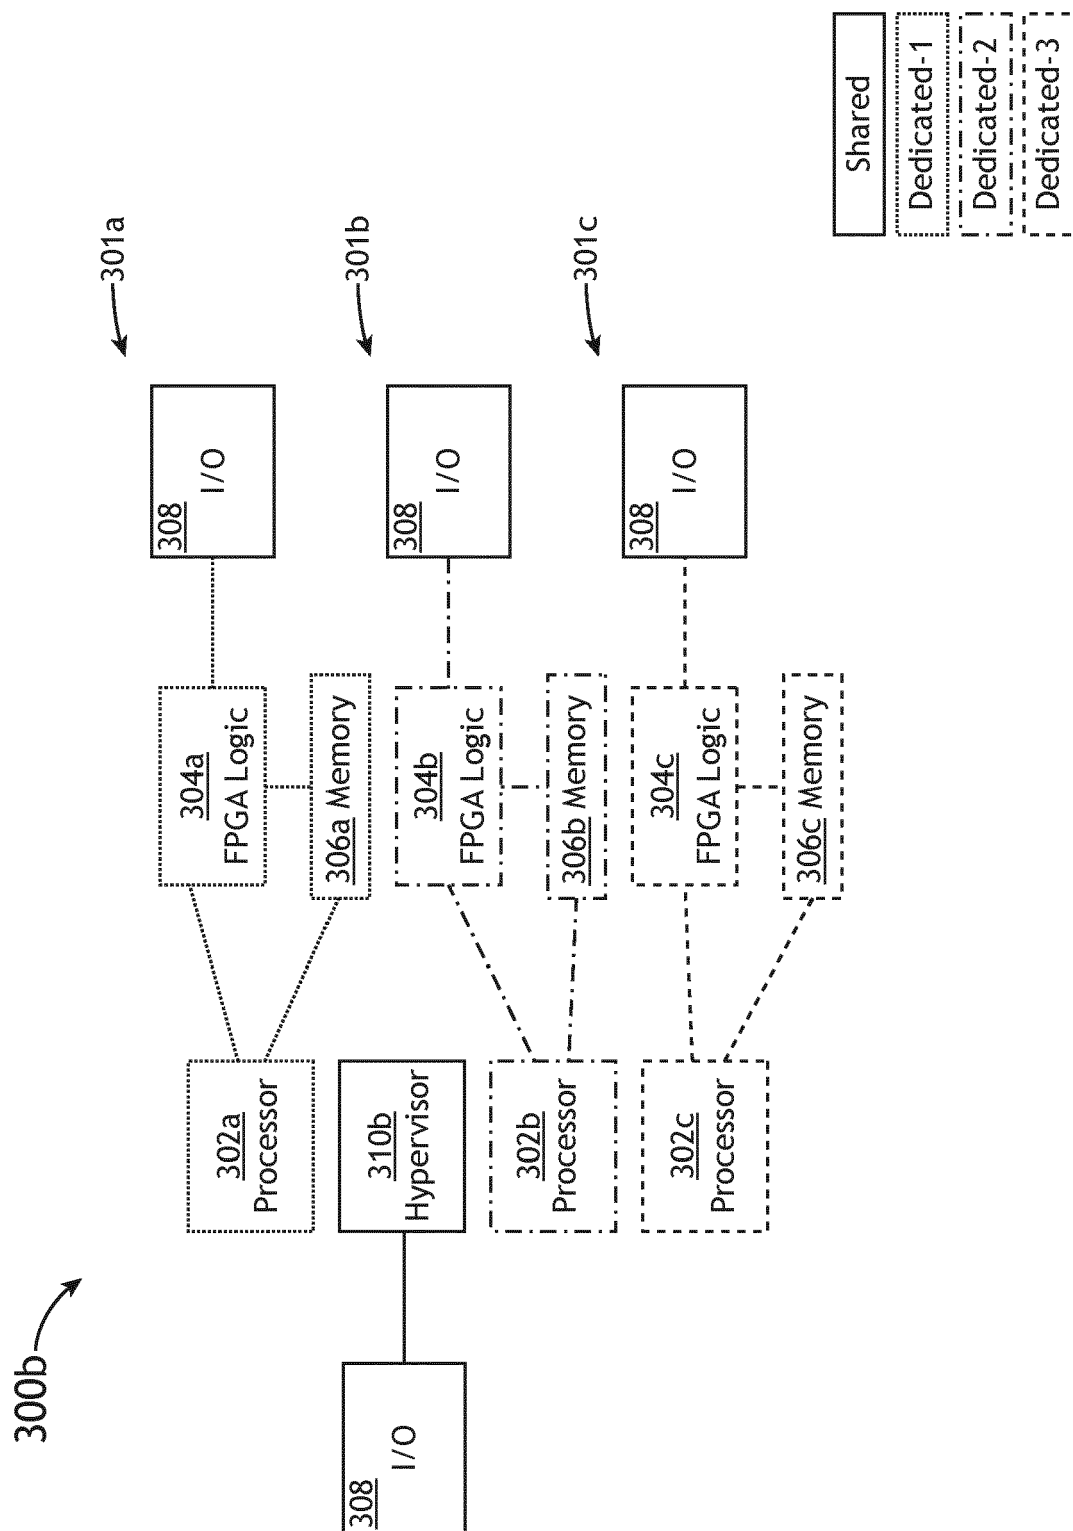 300b
308
I/O
302a
Processor
310b
Hypervisor
302b
Processor
302c
Processor
304a
FPGA Logic
306a Memory
304b
FPGA Logic
306b Memory
304c
FPGA Logic
306c Memory
308
I/O
308
I/O
308
I/O
301a
301b
301c
Shared
Dedicated-1
Dedicated-2
Dedicated-3